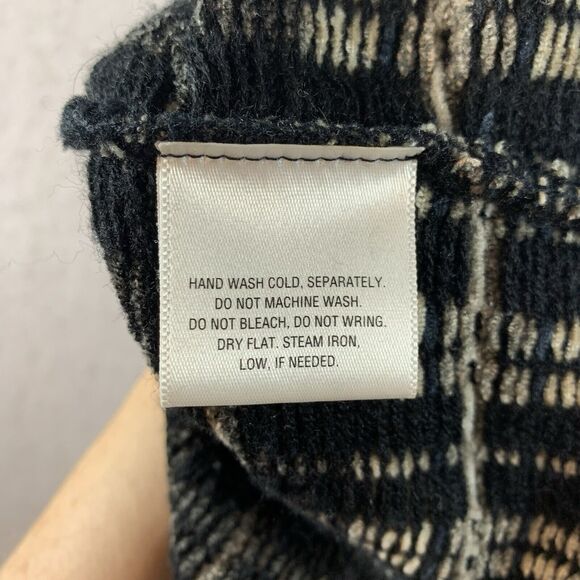 HAND WASH COLD, SEPARATELY.
DO NOT MACHINE WASH.
DO NOT BLEACH, DO NOT WRING.
DRY FLAT. STEAM IRON,
LOW, IF NEEDED.